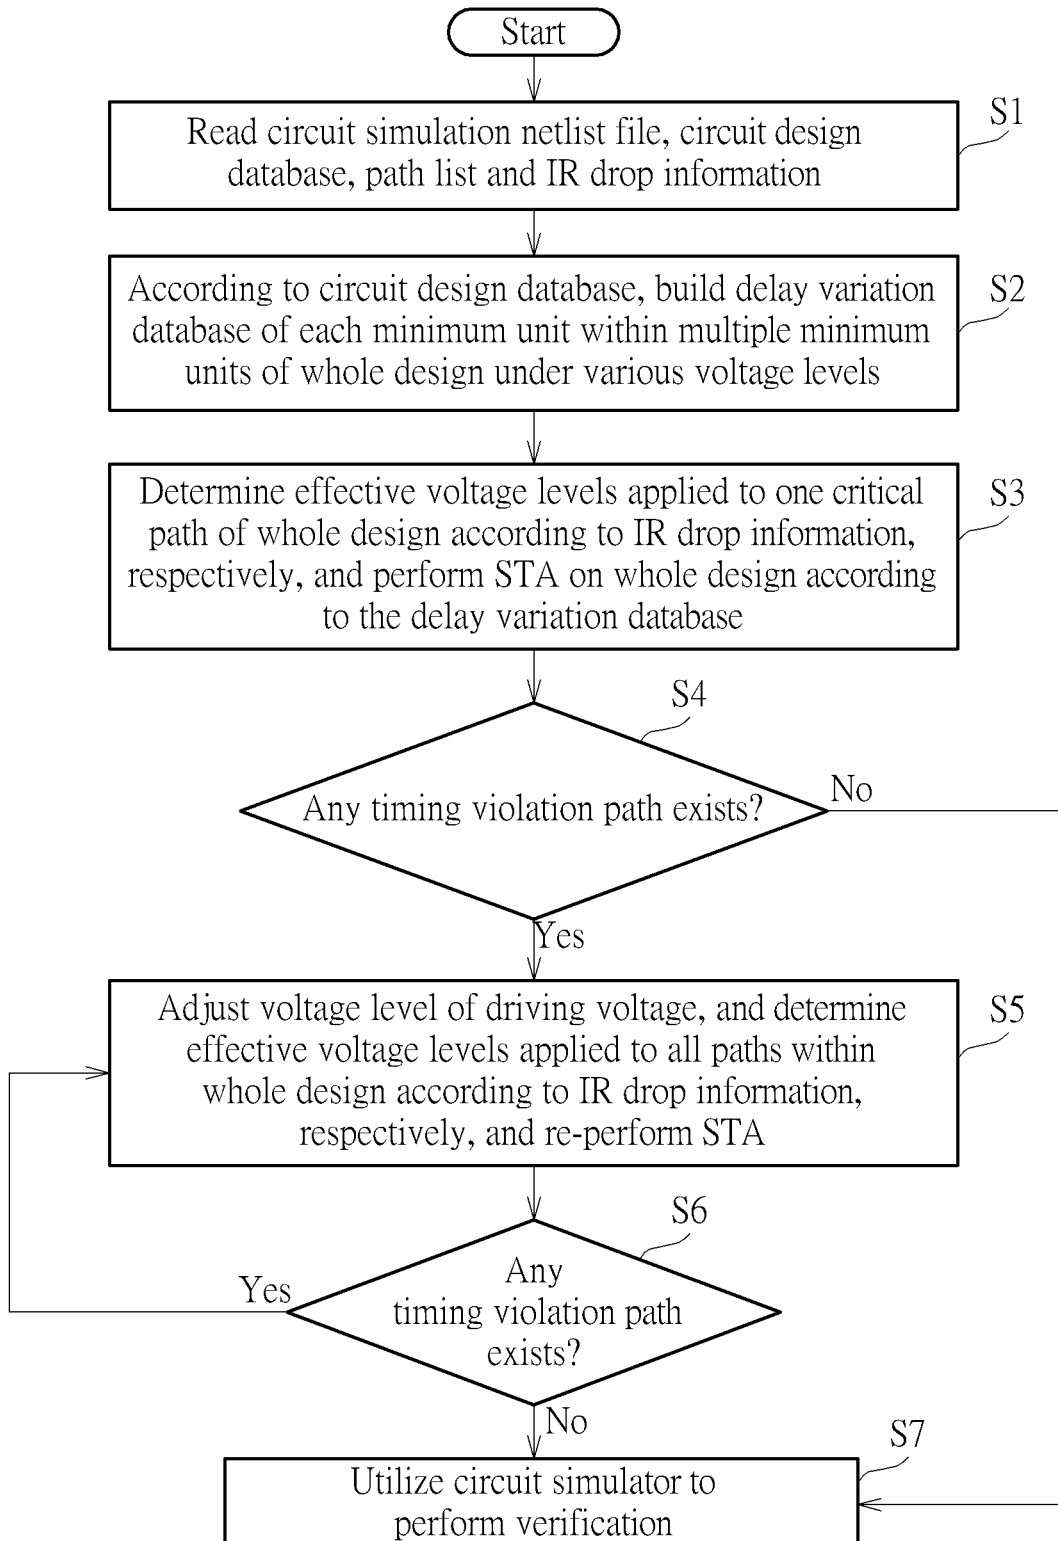 Start
S1
Read circuit simulation netlist file, circuit design
database, path list and IR drop information
S2
According to circuit design database, build delay variation
database of each minimum unit within multiple minimum
units of whole design under various voltage levels
S3
Determine effective voltage levels applied to one critical
path of whole design according to IR drop information,
respectively, and perform STA on whole design according
to the delay variation database
S4
Any timing violation path exists?
No
Yes
S5
Adjust voltage level of driving voltage, and determine
effective voltage levels applied to all paths within
whole design according to IR drop information,
respectively, and re-perform STA
S6
Any
timing violation path
exists?
Yes
No
S7
Utilize circuit simulator to
perform verification